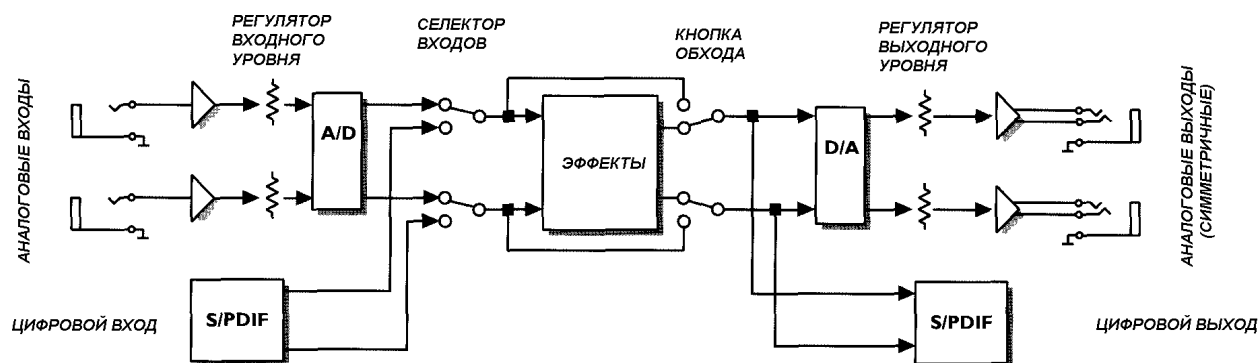 РЕГУЛЯТОР
ВХОДНОГО
УРОВНЯ
СЕЛЕКТОР
ВХОДОВ
КНОПКА
ОБХОДА
РЕГУЛЯТОР
ВЫХОДНОГО
УРОВНЯ
АНАЛОГОВЫЕ ВХОДЫ
A/D
ЭФФЕКТЫ
D/A
АНАЛОГОВЫЕ ВЫХОДЫ
(СИММЕТРИЧНЫЕ)
ЦИФРОВОЙ ВХОД
S/PDIF
S/PDIF
ЦИФРОВОЙ ВЫХОД